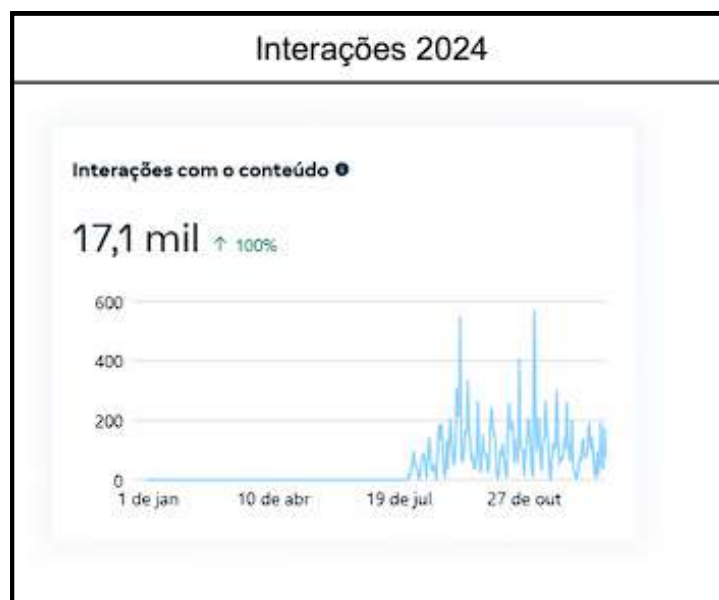 Interações 2024
Interações com o conteúdo
17,1 mil ↑ 100%
600
400
200
0
1 de jan 10 de abr 19 de jul 27 de out